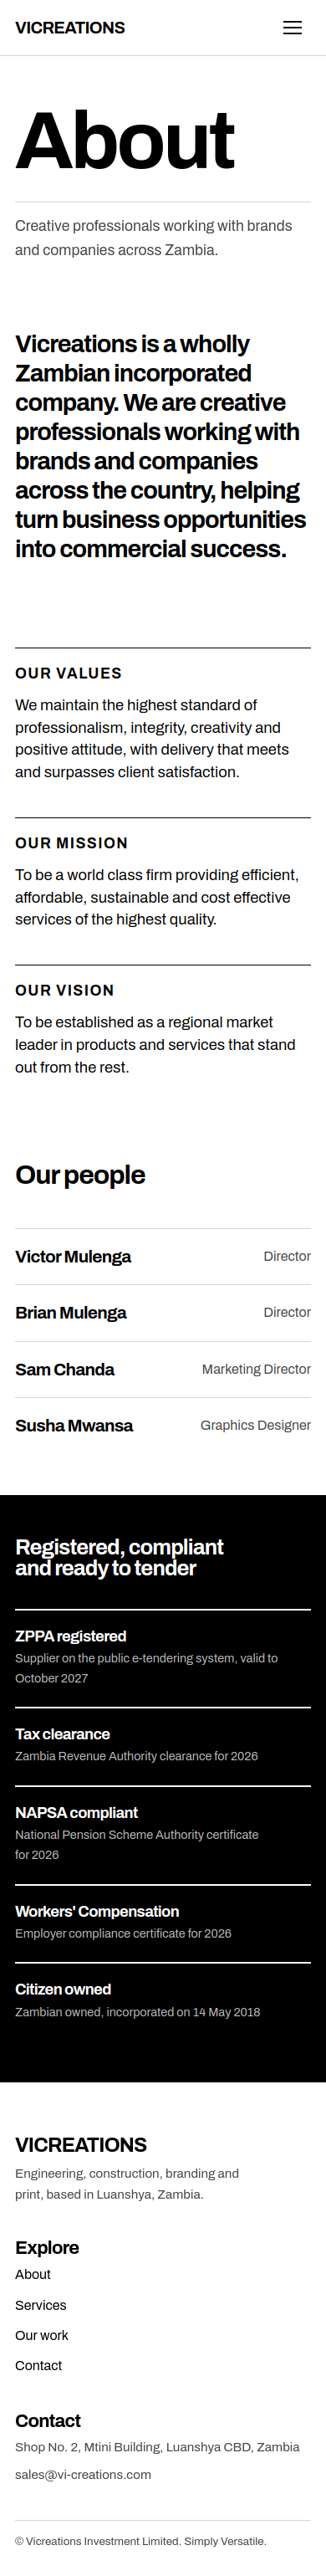 VICREATIONS
About
Creative professionals working with brands
and companies across Zambia.
Vicreations is a wholly
Zambian incorporated
company. We are creative
professionals working with
brands and companies
across the country, helping
turn business opportunities
into commercial success.
OUR VALUES
We maintain the highest standard of
professionalism, integrity, creativity and
positive attitude, with delivery that meets
and surpasses client satisfaction.
OUR MISSION
To be a world class firm providing efficient,
affordable, sustainable and cost effective
services of the highest quality.
OUR VISION
To be established as a regional market
leader in products and services that stand
out from the rest.
Our people
Victor Mulenga Director
Brian Mulenga Director
Sam Chanda Marketing Director
Susha Mwansa Graphics Designer
Registered, compliant
and ready to tender
ZPPA registered
Supplier on the public e-tendering system, valid to
October 2027
Tax clearance
Zambia Revenue Authority clearance for 2026
NAPSA compliant
National Pension Scheme Authority certificate
for 2026
Workers' Compensation
Employer compliance certificate for 2026
Citizen owned
Zambian owned, incorporated on 14 May 2018
VICREATIONS
Engineering, construction, branding and
print, based in Luanshya, Zambia.
Explore
About
Services
Our work
Contact
Contact
Shop No. 2, Mtini Building, Luanshya CBD, Zambia
sales@vi-creations.com
© Vicreations Investment Limited. Simply Versatile.